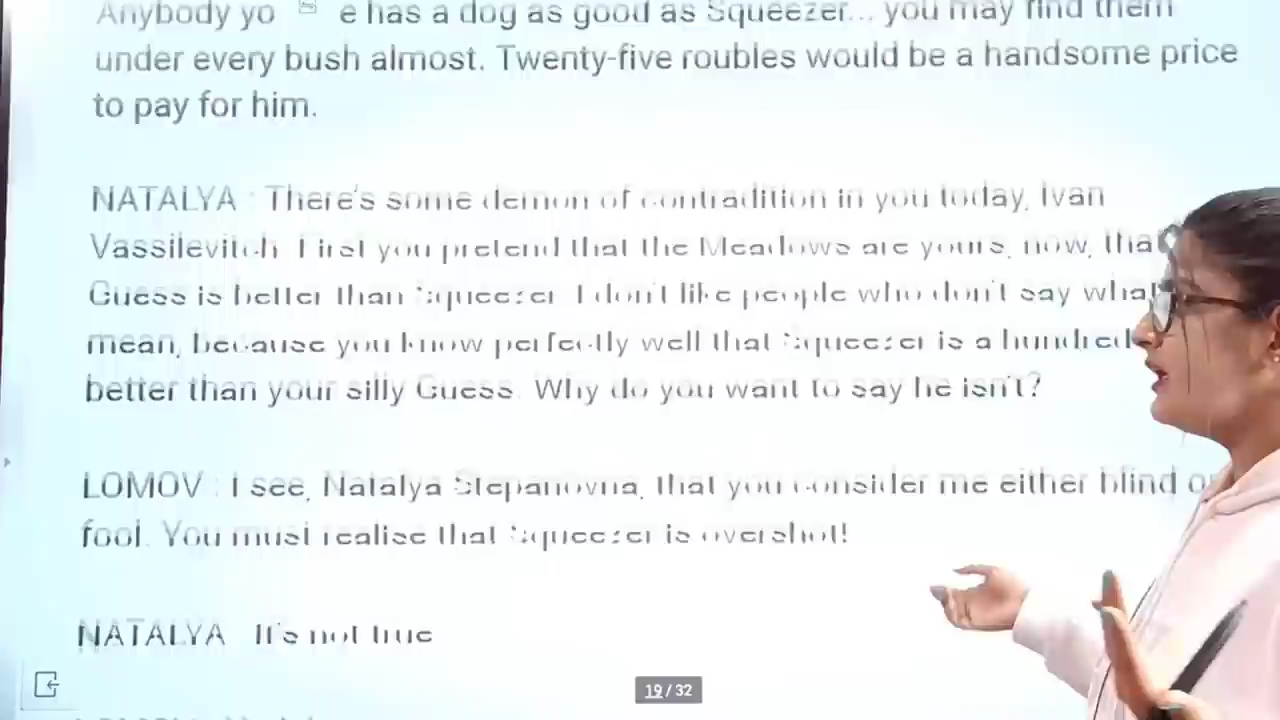 Anybody yo e has a dog as good as Squeezer... you may find them
under every bush almost. Twenty-five roubles would be a handsome price
to pay for him.
NATALYA : There's some demon of contradition in you today, Ivan
Vassilevitch. First you pretend that the Meadows are yours, now, that
Guess is better than Squeezer. I don't like people who don't say what
mean, because you know perfectly well that Squeezer is a hundred
better than your silly Guess. Why do you want to say he isn't?
LOMOV : I see, Natalya Stepanovna, that you consider me either blind or
fool. You must realise that Squeezer is overshot!
NATALYA It's not true
19 / 32